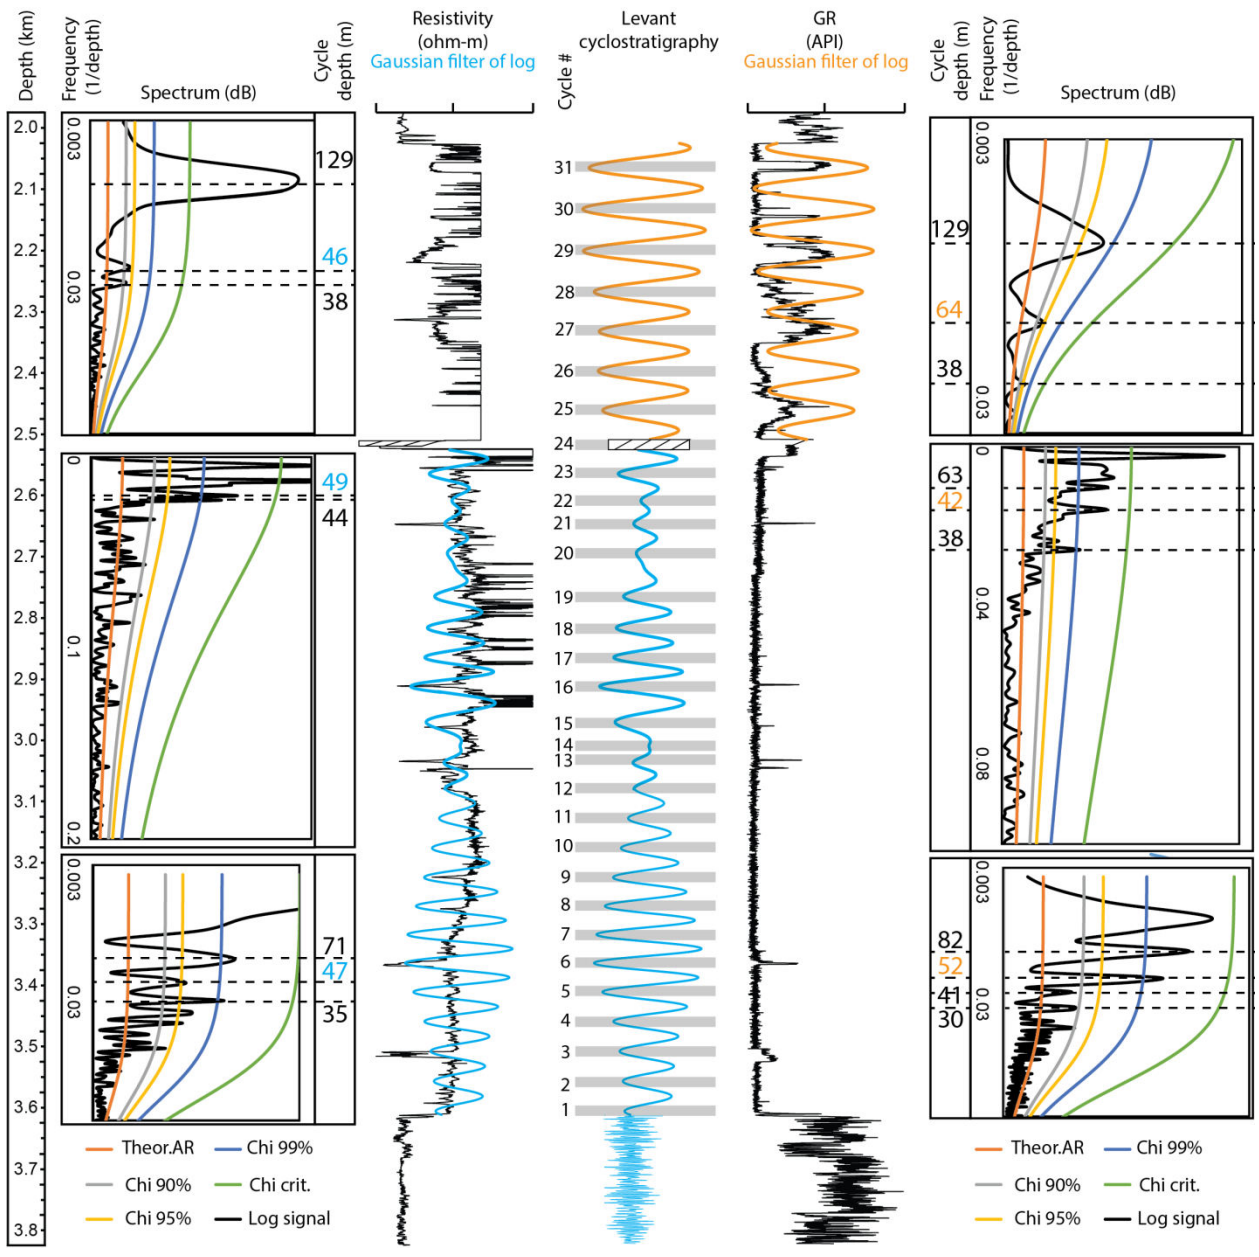 Depth (km)
Frequency
(1/depth)
Spectrum (dB)
Cycle
depth (m)
Resistivity
(ohm-m)
Gaussian filter of log
Cycle #
Levant
cyclostratigraphy
GR
(API)
Gaussian filter of log
Cycle
depth (m)
Frequency
(1/depth)
Spectrum (dB)
2.0
2.1
2.2
2.3
2.4
2.5
2.6
2.7
2.8
2.9
3.0
3.1
3.2
3.3
3.4
3.5
3.6
3.7
3.8
0.003
0.03
129
46
38
0
0.1
0.2
49
44
0.003
0.03
71
47
35
31
30
29
28
27
26
25
24
23
22
21
20
19
18
17
16
15
14
13
12
11
10
9
8
7
6
5
4
3
2
1
129
64
38
0.003
0.03
63
42
38
0
0.04
0.08
82
52
41
30
0.003
0.03
Theor.AR
Chi 99%
Chi 90%
Chi crit.
Chi 95%
Log signal
Theor.AR
Chi 99%
Chi 90%
Chi crit.
Chi 95%
Log signal